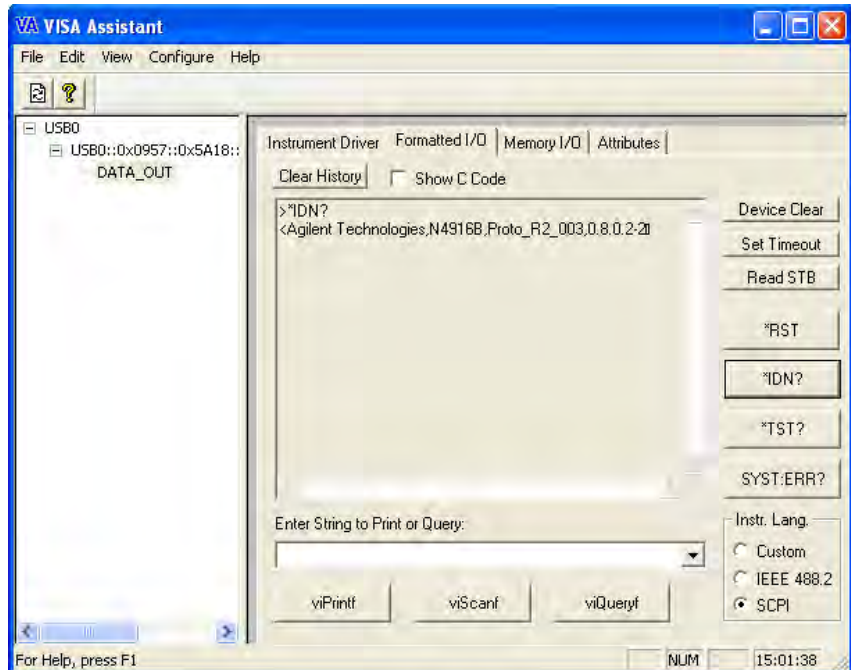 VA VISA Assistant
File Edit View Configure Help
USB0
USB0::0x0957::0x5A18::
DATA_OUT
Instrument Driver Formatted I/O Memory I/O Attributes
Clear History Show C Code
>*IDN?
<Agilent Technologies,N4916B,Proto_R2_003,0.8.0.2-2
Device Clear
Set Timeout
Read STB
*RST
*IDN?
*TST?
SYST:ERR?
Enter String to Print or Query:
viPrintf viScanf viQueryf
Instr. Lang.
Custom
IEEE 488.2
SCPI
For Help, press F1 NUM 15:01:38